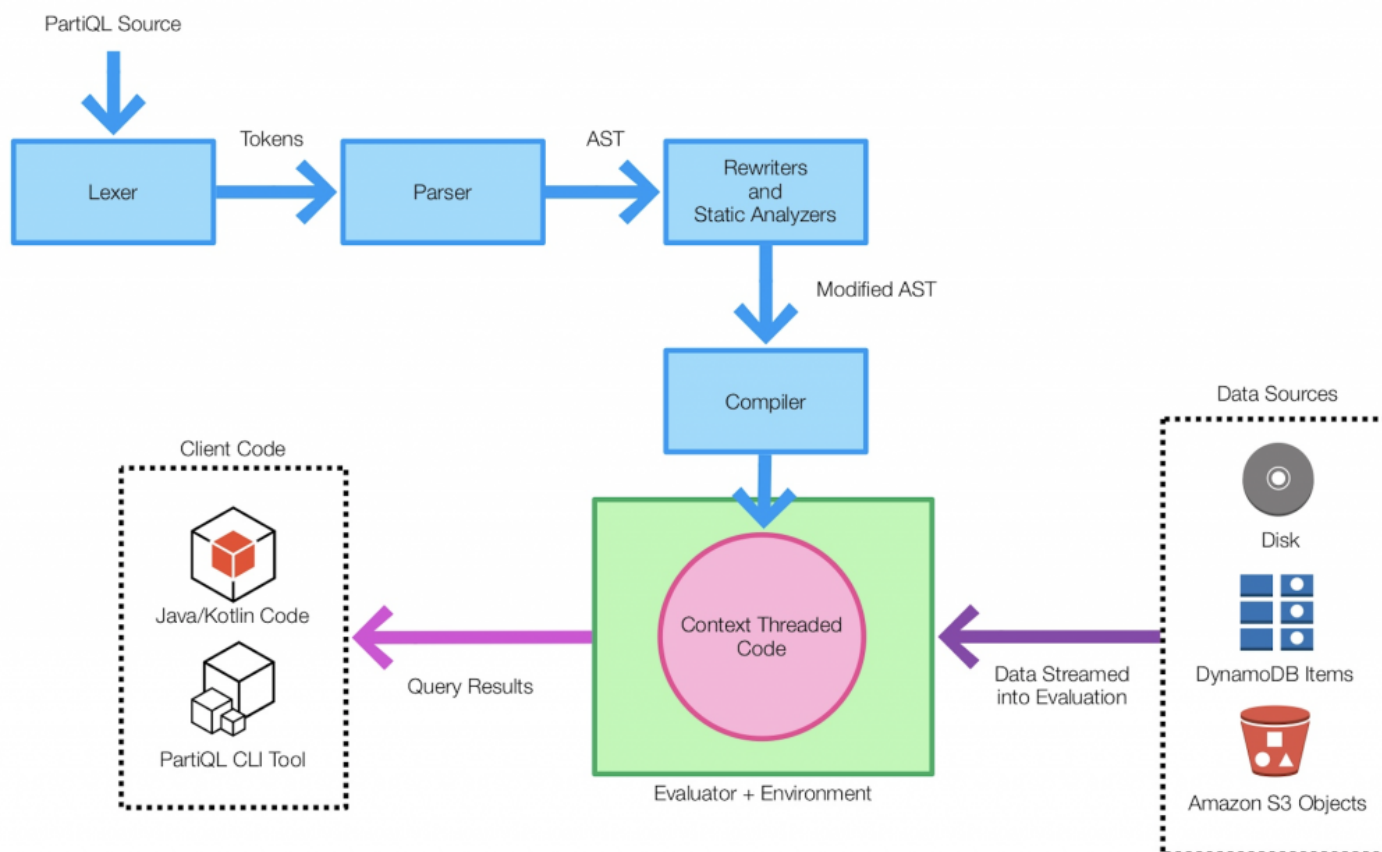 PartiQL Source
Tokens
AST
Lexer
Parser
Rewriters
and
Static Analyzers
Modified AST
Compiler
Data Sources
Client Code
Disk
Java/Kotlin Code
Context Threaded
Code
Query Results
Data Streamed
into Evaluation
DynamoDB Items
PartiQL CLI Tool
Evaluator + Environment
Amazon S3 Objects